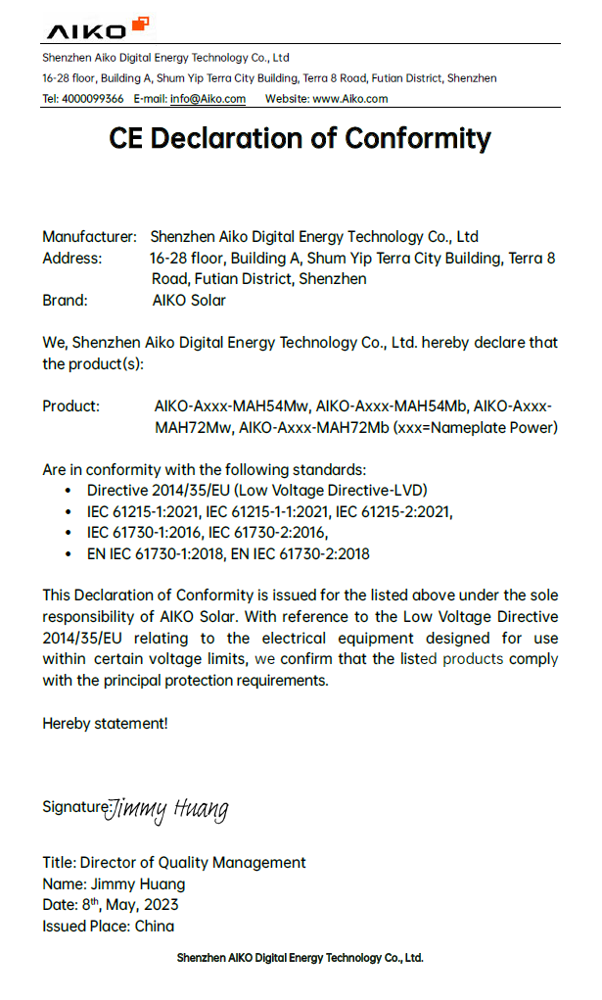 AIKO
Shenzhen Aiko Digital Energy Technology Co., Ltd
16-28 floor, Building A, Shum Yip Terra City Building, Terra 8 Road, Futian District, Shenzhen
Tel: 4000099366 E-mail: info@Aiko.com Website: www.Aiko.com
CE Declaration of Conformity
Manufacturer: Shenzhen Aiko Digital Energy Technology Co., Ltd
Address: 16-28 floor, Building A, Shum Yip Terra City Building, Terra 8
Road, Futian District, Shenzhen
Brand: AIKO Solar
We, Shenzhen Aiko Digital Energy Technology Co., Ltd. hereby declare that
the product(s):
Product: AIKO-Axxx-MAH54Mw, AIKO-Axxx-MAH54Mb, AIKO-Axxx-
MAH72Mw, AIKO-Axxx-MAH72Mb (xxx=Nameplate Power)
Are in conformity with the following standards:
• Directive 2014/35/EU (Low Voltage Directive-LVD)
• IEC 61215-1:2021, IEC 61215-1-1:2021, IEC 61215-2:2021,
• IEC 61730-1:2016, IEC 61730-2:2016,
• EN IEC 61730-1:2018, EN IEC 61730-2:2018
This Declaration of Conformity is issued for the listed above under the sole
responsibility of AIKO Solar. With reference to the Low Voltage Directive
2014/35/EU relating to the electrical equipment designed for use
within certain voltage limits, we confirm that the listed products comply
with the principal protection requirements.
Hereby statement!
Signature: Jimmy Huang
Title: Director of Quality Management
Name: Jimmy Huang
Date: 8th, May, 2023
Issued Place: China
Shenzhen AIKO Digital Energy Technology Co., Ltd.